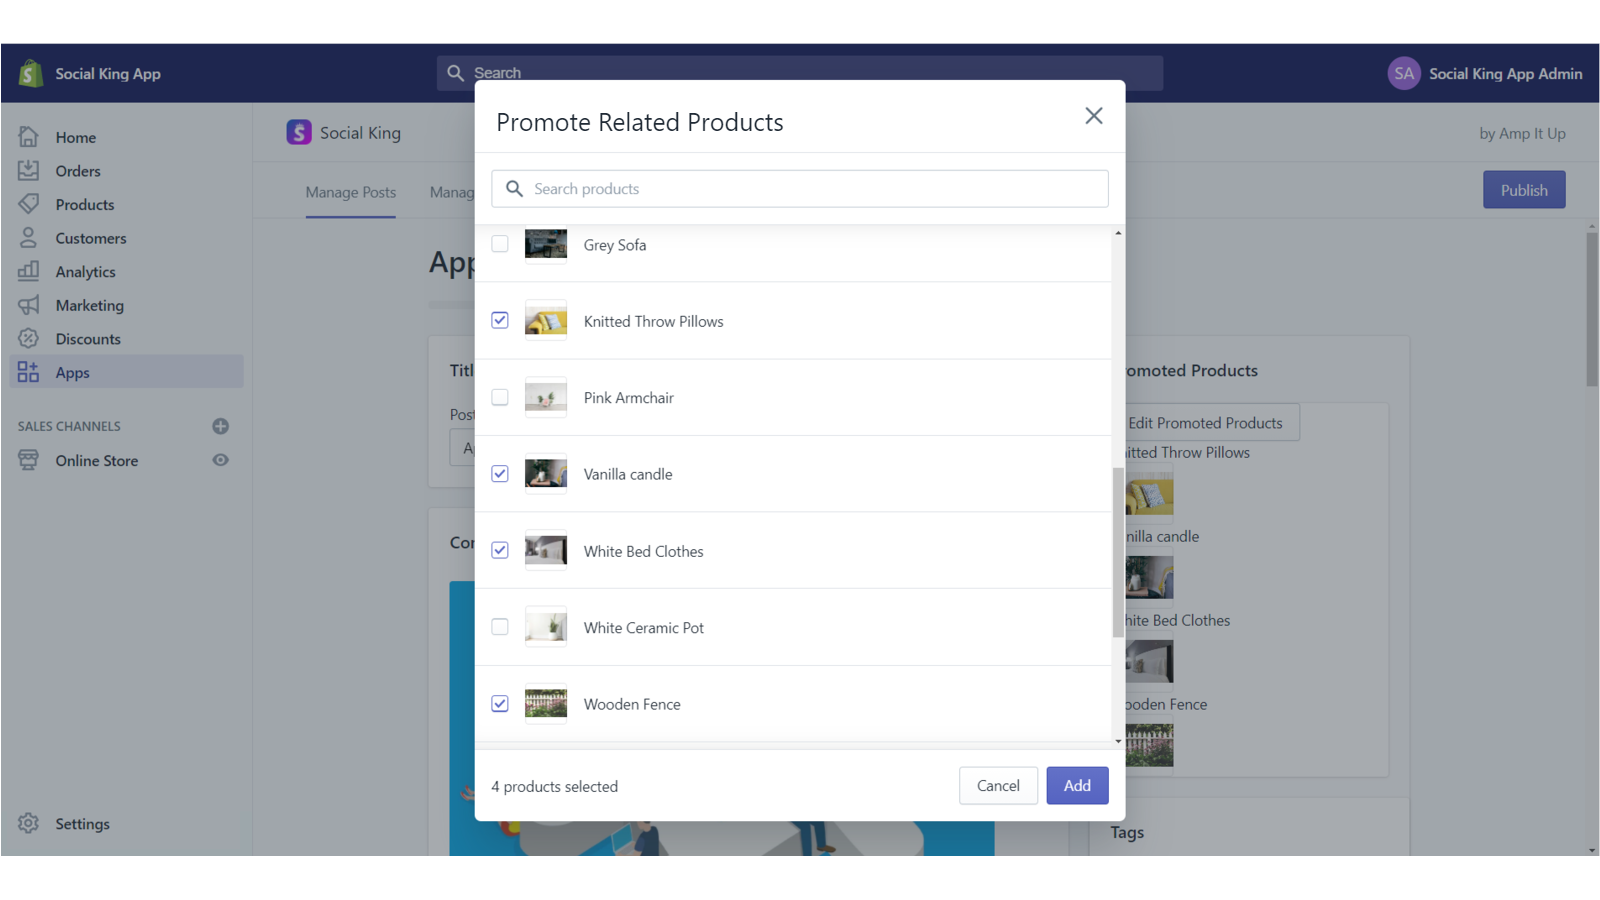 Social King App
Search
SA
Social King App Admin
Home
Orders
Products
Customers
Analytics
Marketing
Discounts
Apps
SALES CHANNELS
Online Store
Settings
Social King
by Amp It Up
Manage Posts
Manag
Publish
App
Promote Related Products
Search products
Grey Sofa
Knitted Throw Pillows
Pink Armchair
Vanilla candle
White Bed Clothes
White Ceramic Pot
Wooden Fence
4 products selected
Cancel
Add
Titl
Post
Ap
Con
omoted Products
Edit Promoted Products
itted Throw Pillows
nilla candle
hite Bed Clothes
ooden Fence
Tags